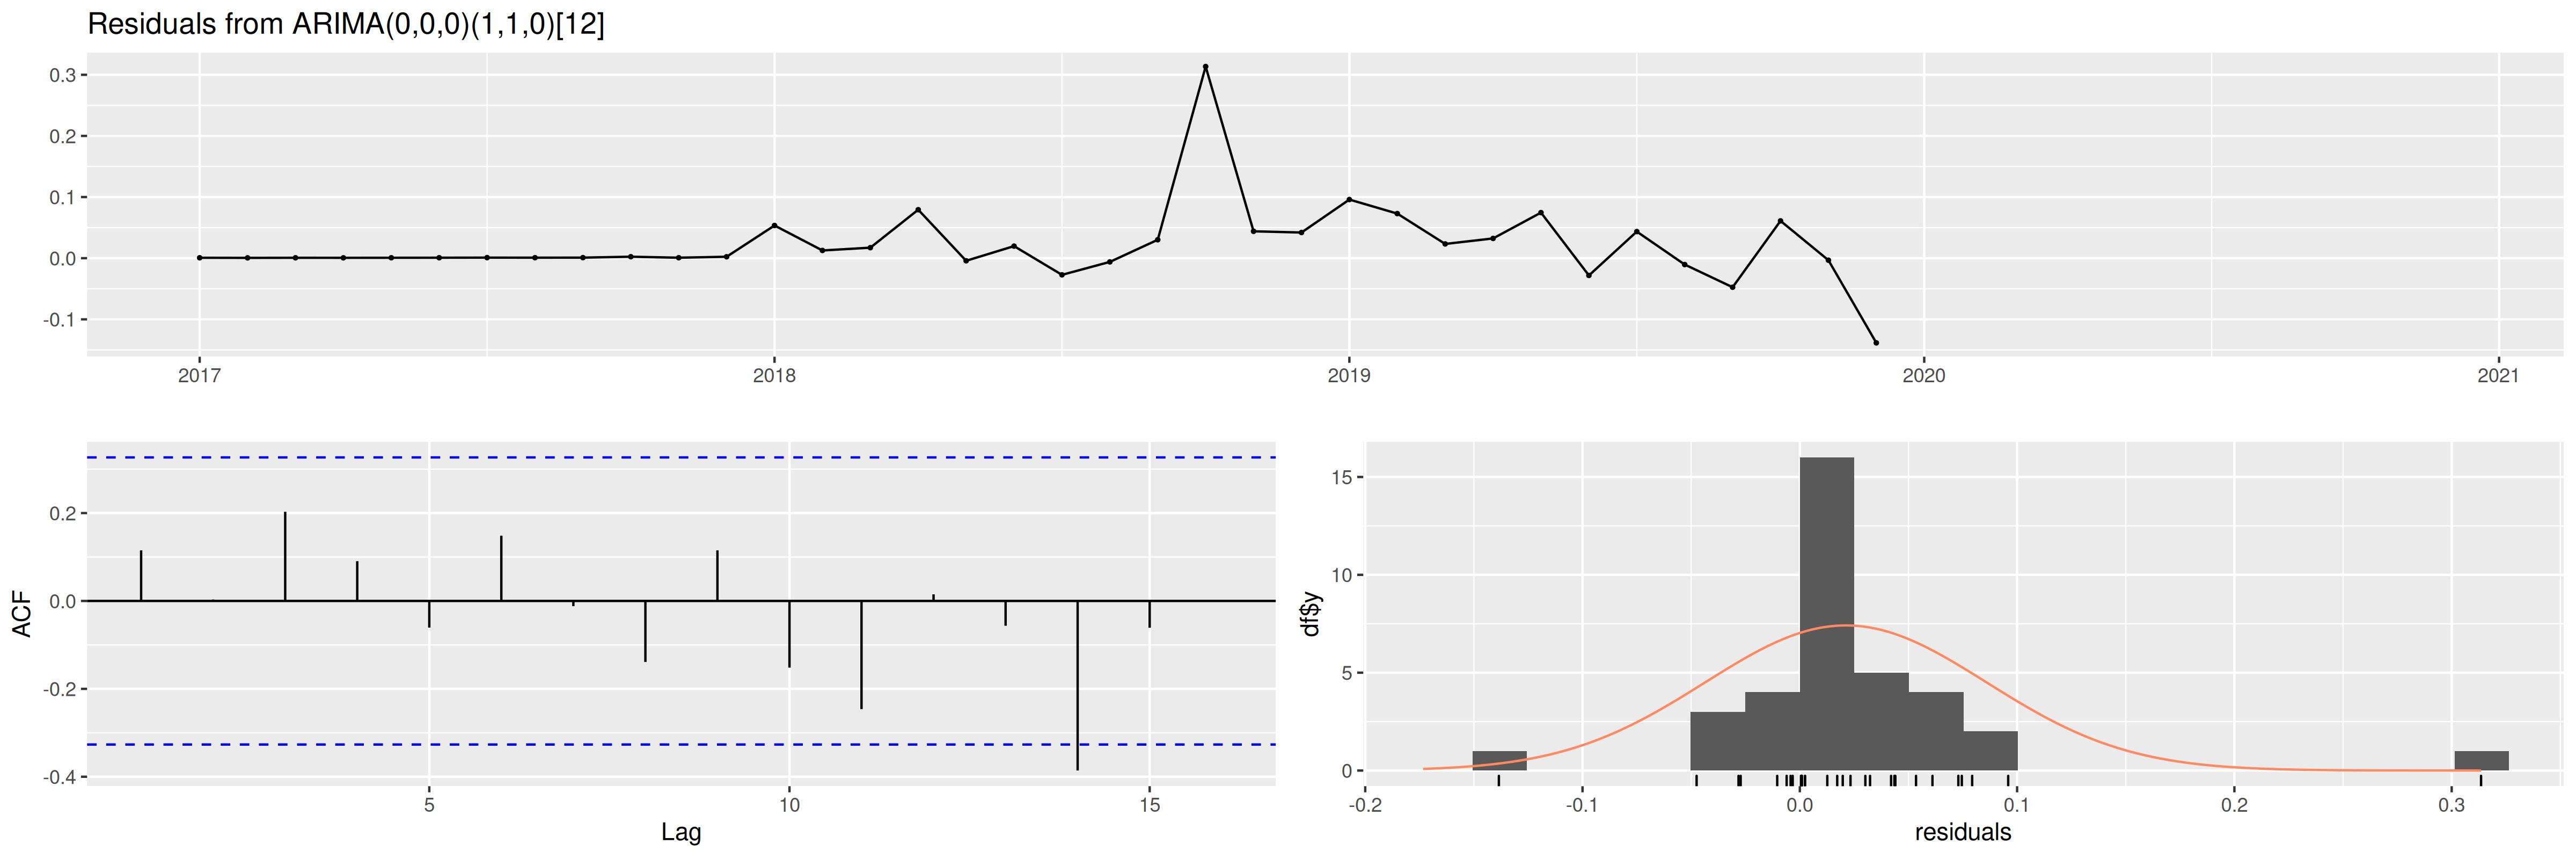 Residuals from ARIMA(0,0,0)(1,1,0)[12]
0.3
0.2
0.1
0.0
-0.1
2017 2018 2019 2020 2021
ACF
0.2
0.0
-0.2
-0.4
5 10 15
Lag
df$y
15
10
5
0
-0.2 -0.1 0.0 0.1 0.2 0.3
residuals